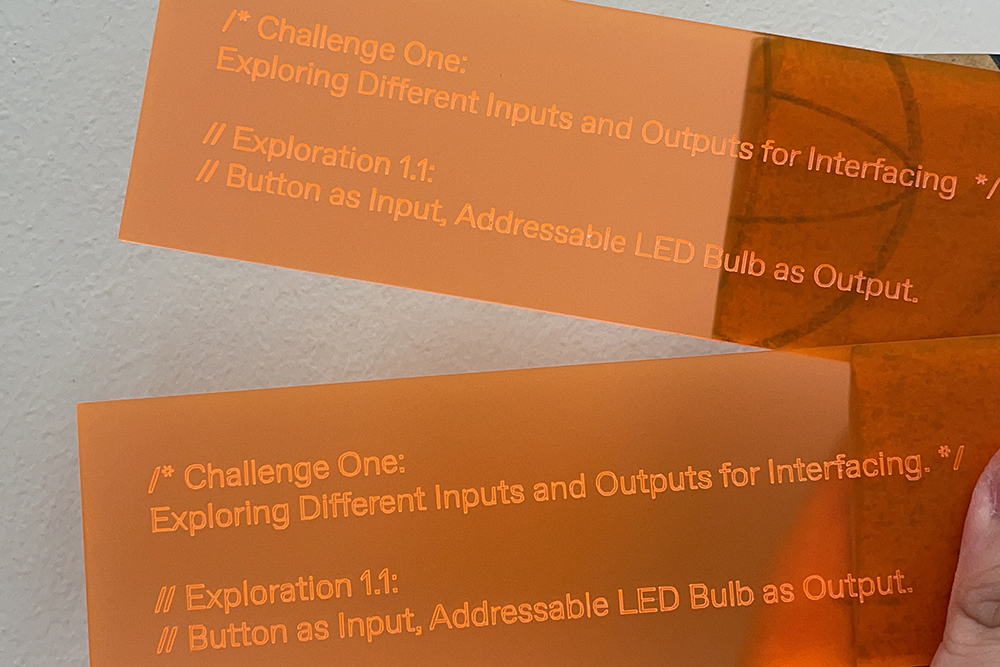 /* Challenge One:
Exploring Different Inputs and Outputs for Interfacing */
// Exploration 1.1:
// Button as Input, Addressable LED Bulb as Output.
/* Challenge One:
Exploring Different Inputs and Outputs for Interfacing. */
// Exploration 1.1:
// Button as Input, Addressable LED Bulb as Output.